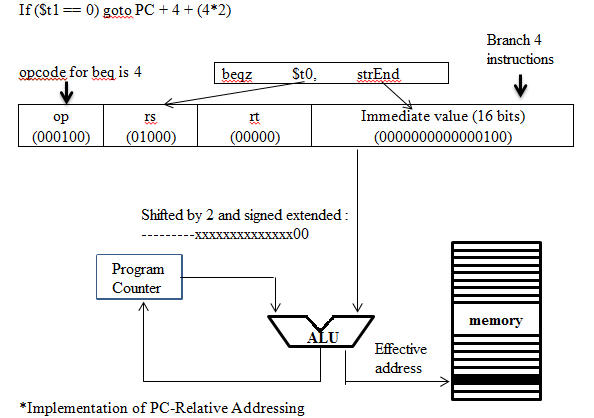 If ($t1 == 0) goto PC + 4 + (4*2)
Branch 4
instructions
opcode for beq is 4
beqz $t0, strEnd
op rs rt Immediate value (16 bits)
(000100) (01000) (00000) (0000000000000100)
Shifted by 2 and signed extended :
---------xxxxxxxxxxxxxx00
Program
Counter
memory
ALU
Effective
address
*Implementation of PC-Relative Addressing